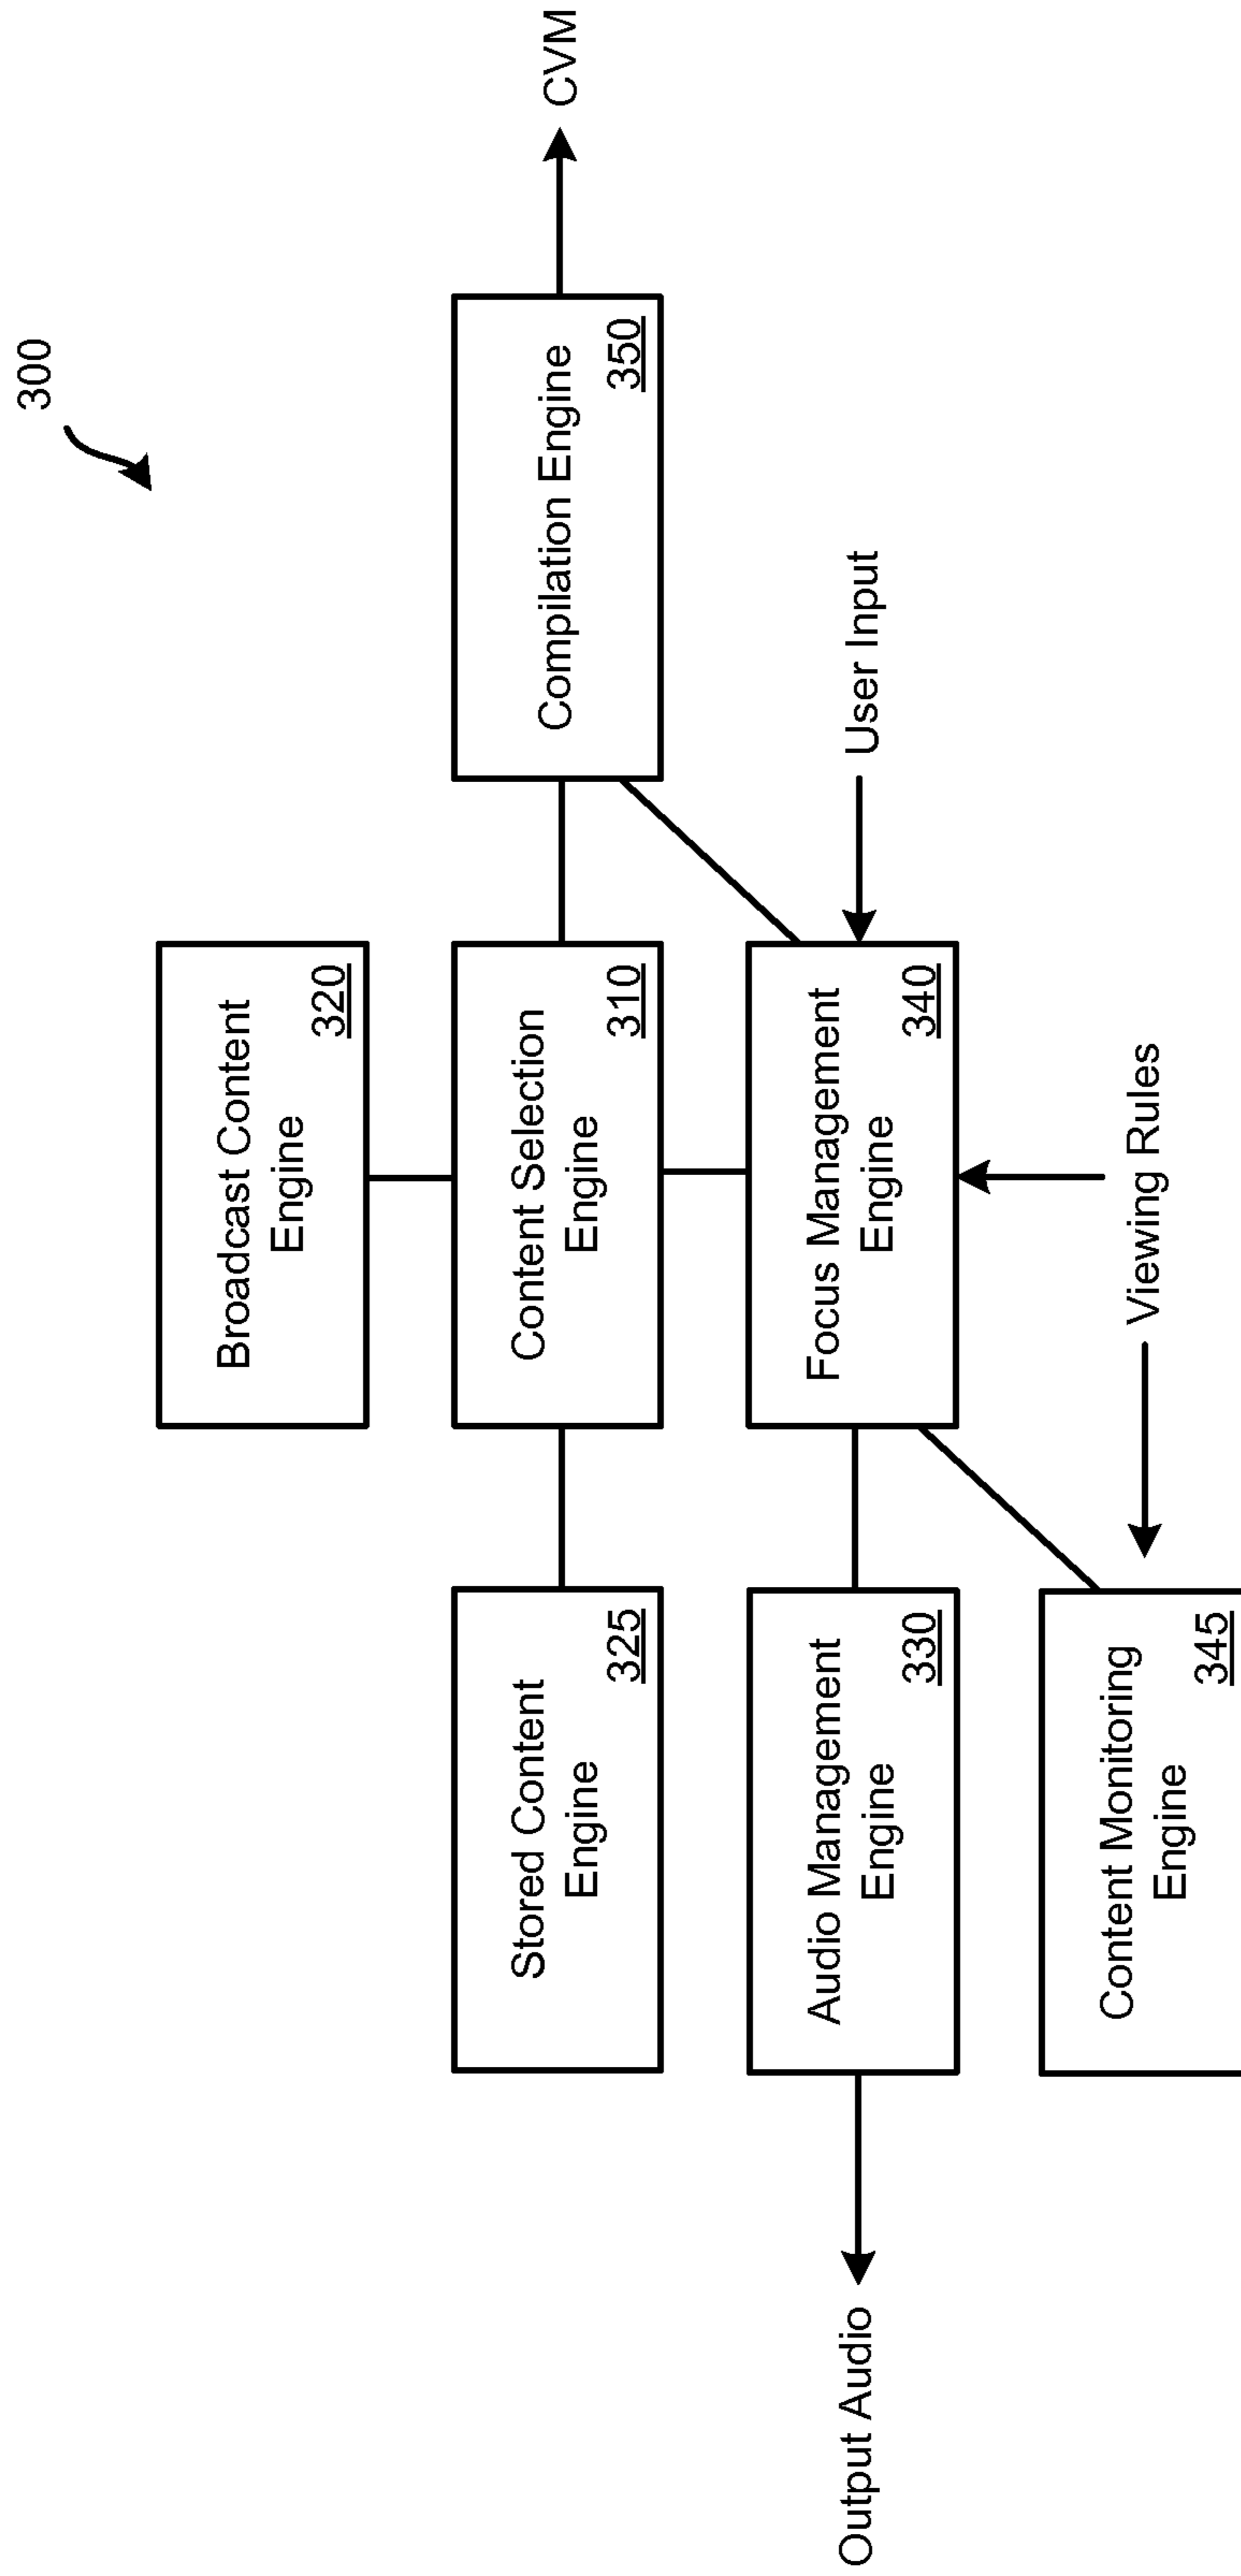 300
Broadcast Content
Engine
320
Stored Content
Engine
325
Content Selection
Engine
310
Compilation Engine
350
CVM
Output Audio
Audio Management
Engine
330
Focus Management
Engine
340
User Input
Content Monitoring
Engine
345
Viewing Rules